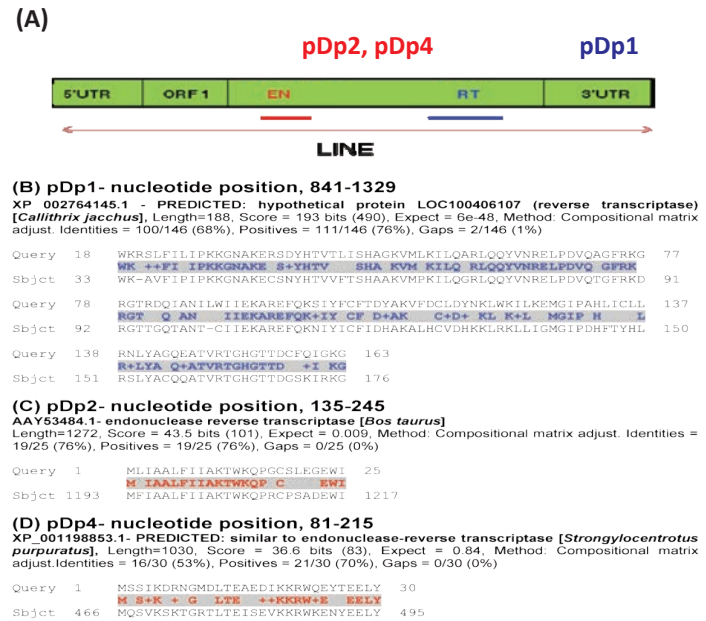 (A)
pDp2, pDp4 pDp1
5'UTR ORF1 EN RT 3'UTR
LINE
(B) pDp1- nucleotide position, 841-1329
XP 002764145.1 - PREDICTED: hypothetical protein LOC100406107 (reverse transcriptase)
[Callithrix jacchus], Length=188, Score = 193 bits (490), Expect = 6e-48, Method: Compositional matrix
adjust. Identities = 100/146 (68%), Positives = 111/146 (76%), Gaps = 2/146 (1%)
Query 18 WKRSLFILIPKKGNAKERSDYHTVTLISHAGKVMLKILQARLQQYVNRELPDVQAGFRKG 77
WK ++FI IPKKGNAKE S+YHTV SHA KVM KILQ RLQQYVNRELPDVQ GFRK
Sbjct 33 WK-AVFIPIPKKGNAKECSNYHTVVFTSHAAKVMLKILQGRLQQYVNRELPDVQTGFRKD 91
Query 78 RGTRDQIANILWIIEKAREFQKSIYFCFTDYAKVFDCLDYNKLWKILKEMGIPAHLICLL 137
RGT Q AN IIEKAREFQK+IY CF D+AK C+D+ KL K+L MGIP H L
Sbjct 92 RGTTGQTANT-CIIEKAREFQKNIYFCFIDHAKALHCVDHKKLRKLLIGMGIPDHFTYHL 150
Query 138 RNLYAGQEATVRTGHGTTDCFQIGKG 163
R+LYA Q+ATVRTGHGTTD +I KG
Sbjct 151 RSLYACQQATVRTGHGTTDGSKIRKG 176
(C) pDp2- nucleotide position, 135-245
AAY53484.1- endonuclease reverse transcriptase [Bos taurus]
Length=1272, Score = 43.5 bits (101), Expect = 0.009, Method: Compositional matrix adjust. Identities =
19/25 (76%), Positives = 19/25 (76%), Gaps = 0/25 (0%)
Query 1 MLIAALFIIAKTWKQPGCSLEGEWI 25
M IAALFIIAKTWKQP C EWI
Sbjct 1193 MFIAALFIIAKTWKQPRCPSADEWI 1217
(D) pDp4- nucleotide position, 81-215
XP_001198853.1- PREDICTED: similar to endonuclease-reverse transcriptase [Strongylocentrotus
purpuratus], Length=1030, Score = 36.6 bits (83), Expect = 0.84, Method: Compositional matrix
adjust.Identities = 16/30 (53%), Positives = 21/30 (70%), Gaps = 0/30 (0%)
Query 1 MSSIKDRNGMDLTEAEDIKKRWQEYTEELY 30
M S+K + G LTE ++KKRW+E EELY
Sbjct 466 MQSVKSKTGRTLTEISEVKKRWKENYEELY 495